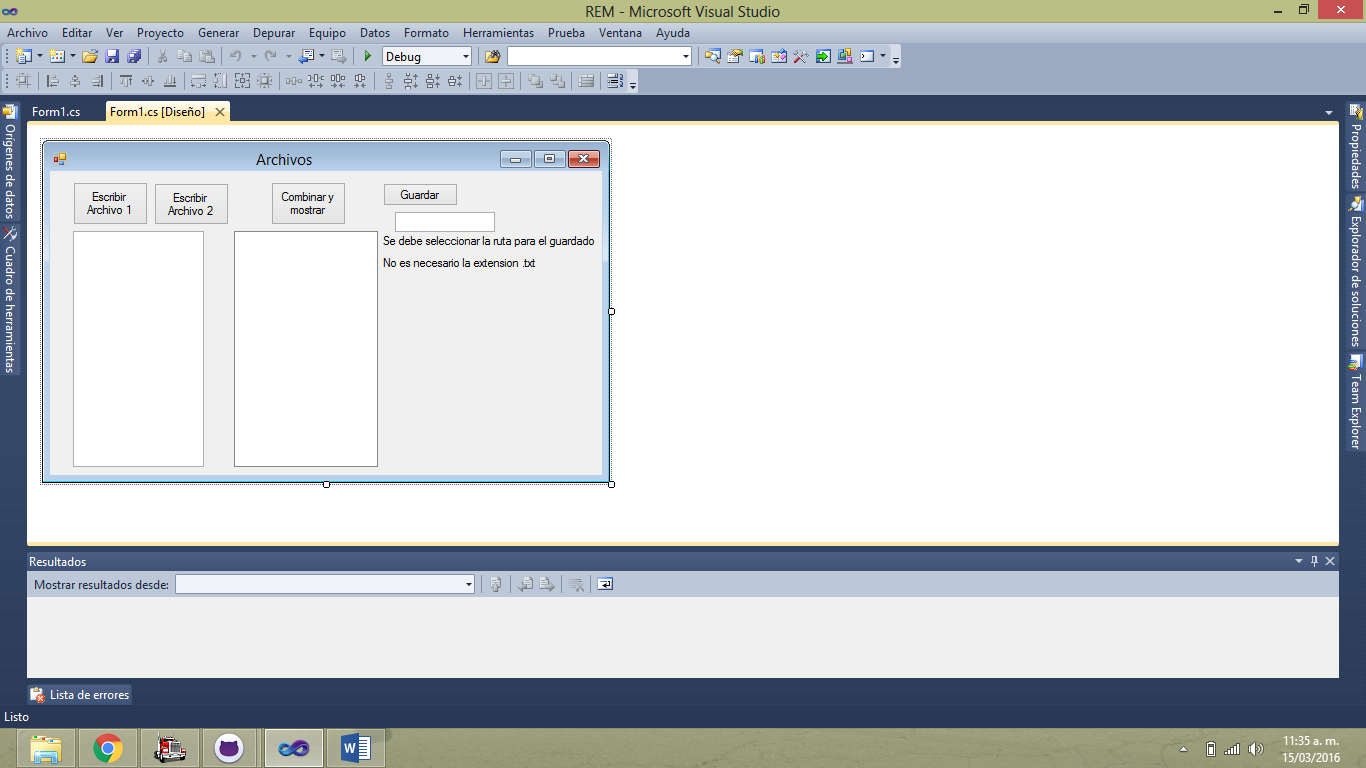 REM - Microsoft Visual Studio
Archivo Editar Ver Proyecto Generar Depurar Equipo Datos Formato Herramientas Prueba Ventana Ayuda
Debug
Form1.cs Form1.cs [Diseño]
Orígenes de datos
Cuadro de herramientas
Archivos
Escribir
Archivo 1
Escribir
Archivo 2
Combinar y
mostrar
Guardar
Se debe seleccionar la ruta para el guardado
No es necesario la extension .txt
Propiedades
Explorador de soluciones
Team Explorer
Resultados
Mostrar resultados desde:
Lista de errores
Listo
11:35 a. m.
15/03/2016